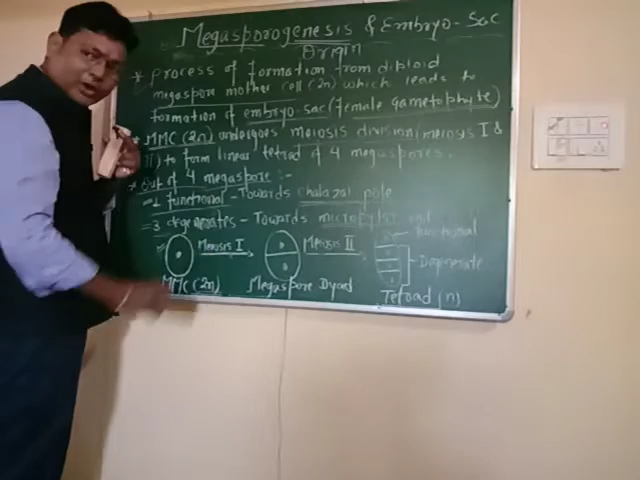 Megasporogenesis & Embryo-Sac
Origin
* Process of formation from diploid
megaspore mother cell (2n) which leads to
formation of embryo-sac (female gametophyte)
MMC (2n) undergoes meiosis division (meiosis I &
II) to form linear tetrad of 4 megaspores.
* Out of 4 megaspore :-
⇒ 1 functional - Towards chalazal pole
⇒ 3 degenerates - Towards micropylar end
Functional
Meiosis I
Meiosis II
Degenerate
MMC (2n)
Megaspore Dyad
Tetrad (n)